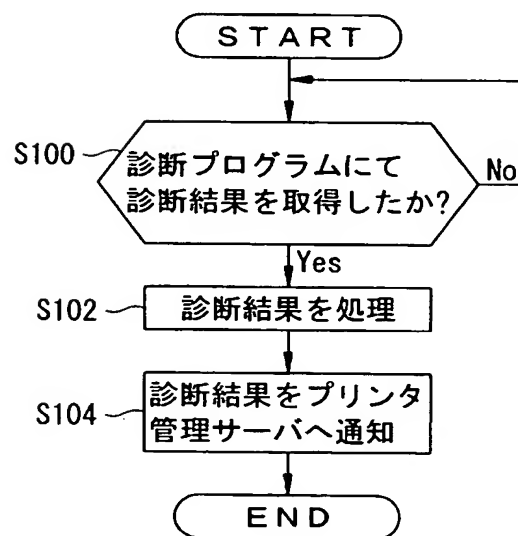 START
S100
診断プログラムにて
診断結果を取得したか?
No
Yes
S102
診断結果を処理
S104
診断結果をプリンタ
管理サーバへ通知
END